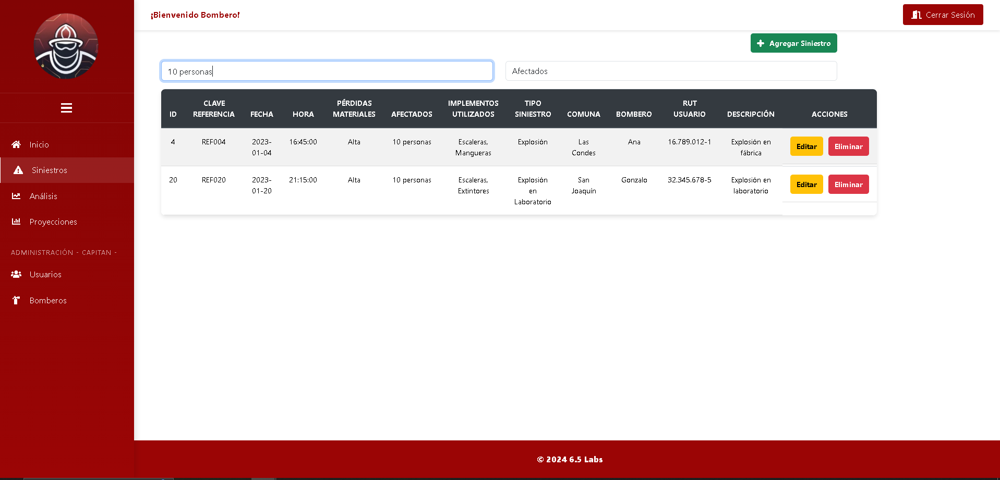 ¡Bienvenido Bombero!
Cerrar Sesión
Agregar Siniestro
10 personas
Afectados
Inicio
Siniestros
Análisis
Proyecciones
ADMINISTRACIÓN - CAPITAN -
Usuarios
Bomberos
ID CLAVE REFERENCIA FECHA HORA PÉRDIDAS MATERIALES AFECTADOS IMPLEMENTOS UTILIZADOS TIPO SINIESTRO COMUNA BOMBERO RUT USUARIO DESCRIPCIÓN ACCIONES
4 REF004 2023-01-04 16:45:00 Alta 10 personas Escaleras, Mangueras Explosión Las Condes Ana 16.789.012-1 Explosión en fábrica Editar Eliminar
20 REF020 2023-01-20 21:15:00 Alta 10 personas Escaleras, Extintores Explosión en Laboratorio San Joaquín Gonzalo 32.345.678-5 Explosión en laboratorio Editar Eliminar
© 2024 6.5 Labs